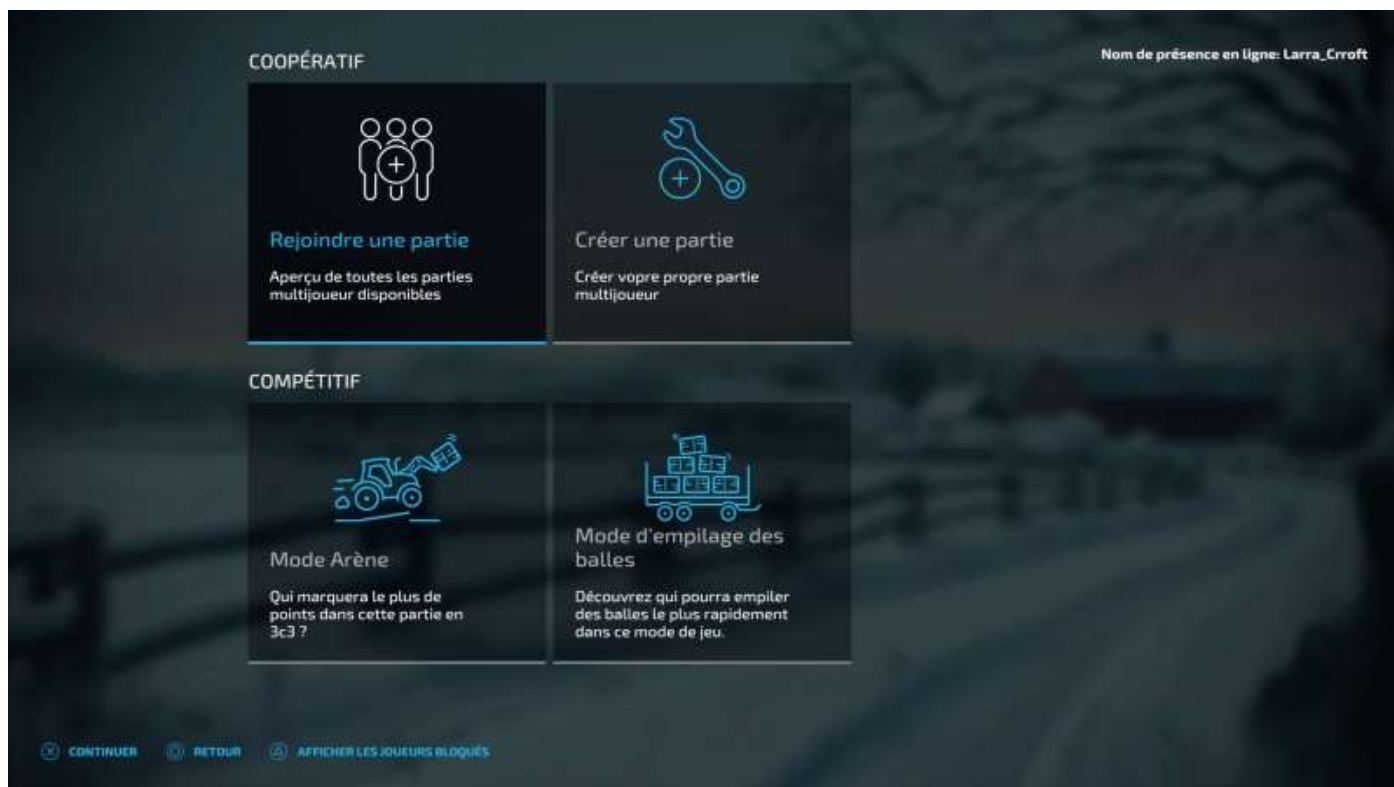 COOPÉRATIF
Nom de présence en ligne: Larra_Crroft
Rejoindre une partie
Aperçu de toutes les parties
multijoueur disponibles
Créer une partie
Créer vopre propre partie
multijoueur
COMPÉTITIF
Mode Arène
Qui marquera le plus de
points dans cette partie en
3c3 ?
Mode d'empilage des
balles
Découvrez qui pourra empiler
des balles le plus rapidement
dans ce mode de jeu.
CONTINUER RETOUR AFFICHER LES JOUEURS BLOQUÉS